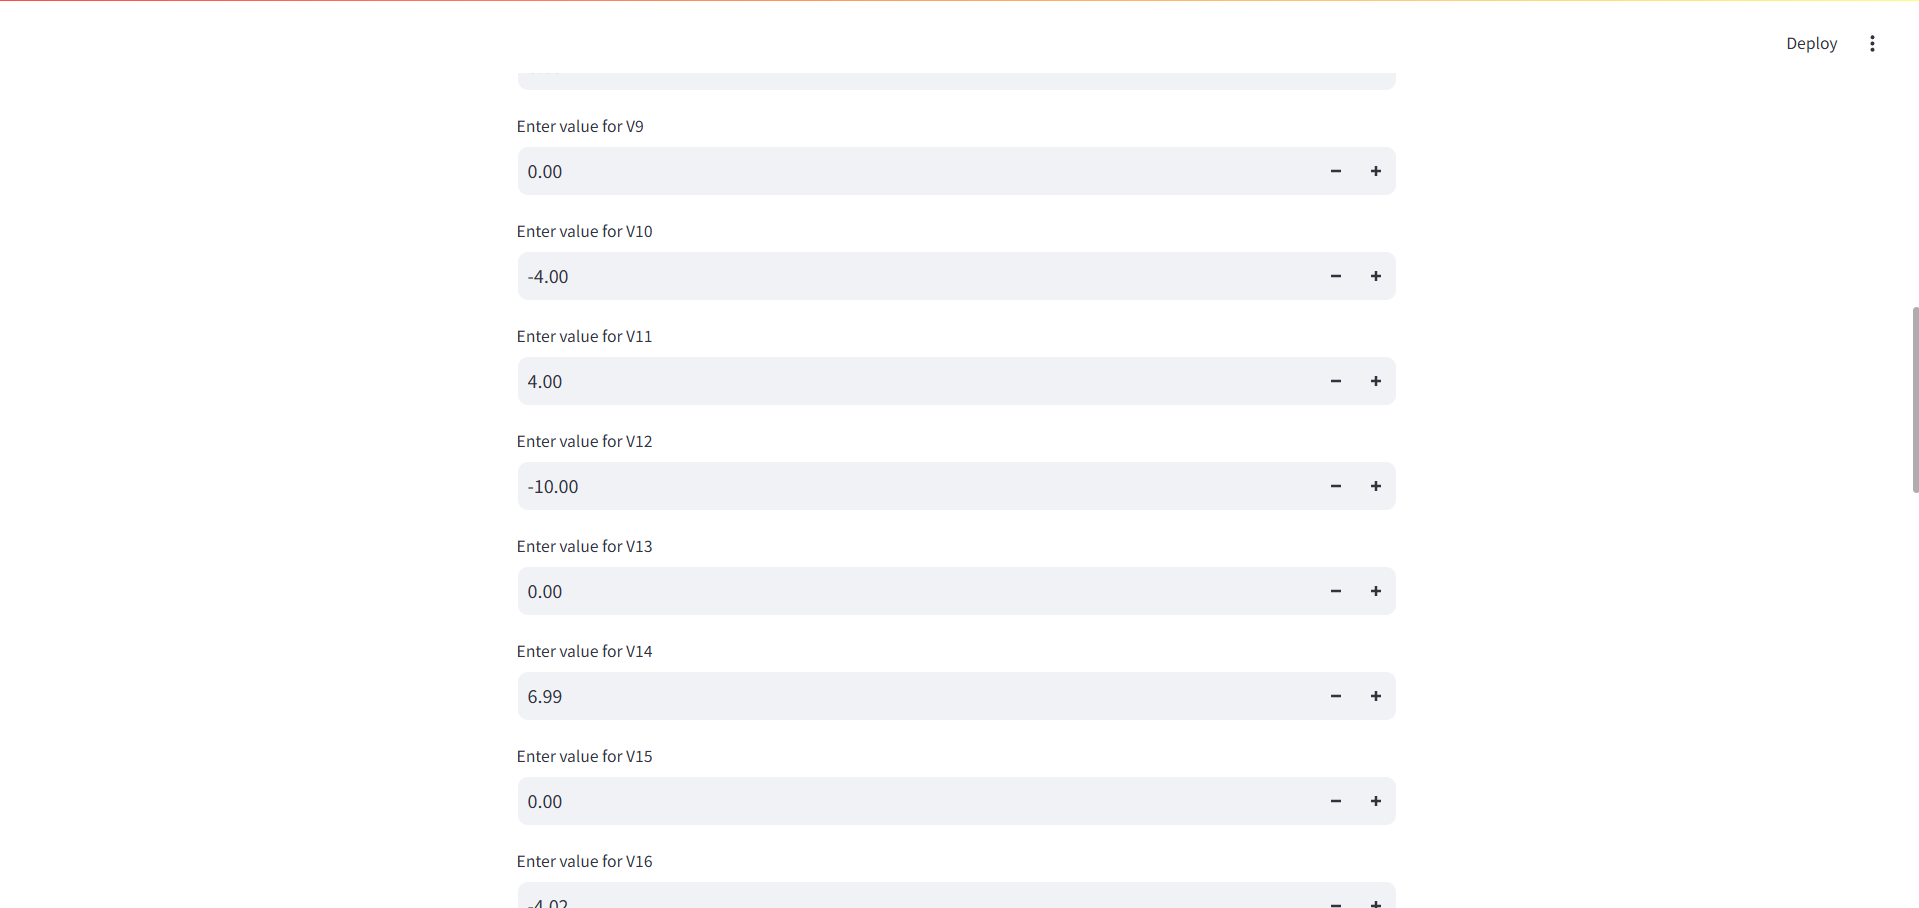 Deploy
Enter value for V9
0.00
Enter value for V10
-4.00
Enter value for V11
4.00
Enter value for V12
-10.00
Enter value for V13
0.00
Enter value for V14
6.99
Enter value for V15
0.00
Enter value for V16
-4.02